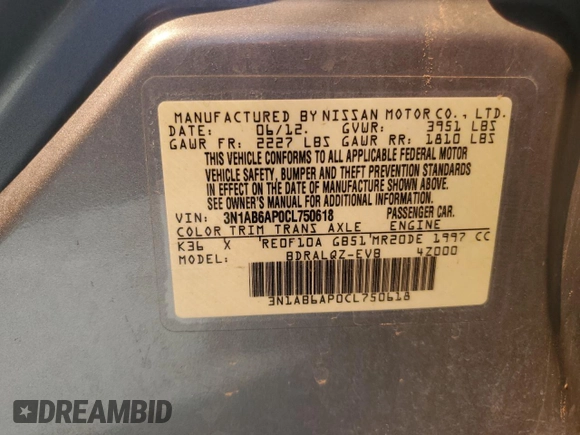 MANUFACTURED BY NISSAN MOTOR CO., LTD.
DATE: 06/12. GVWR: 3951 LBS
GAWR FR: 2227 LBS GAWR RR: 1810 LBS
THIS VEHICLE CONFORMS TO ALL APPLICABLE FEDERAL MOTOR
VEHICLE SAFETY, BUMPER AND THEFT PREVENTION STANDARDS
IN EFFECT ON THE DATE OF MANUFACTURE SHOWN ABOVE.
SEE OWNER'S MANUAL FOR ADDITIONAL INFORMATION.
VIN: 3N1AB6AP0CL750618 PASSENGER CAR.
COLOR TRIM TRANS AXLE ENGINE
K36 X RE0F10A GB51 MR20DE 1997 CC
MODEL: BDRALQZ-EVB 4Z000
3N1AB6AP0CL750618
DREAMBID